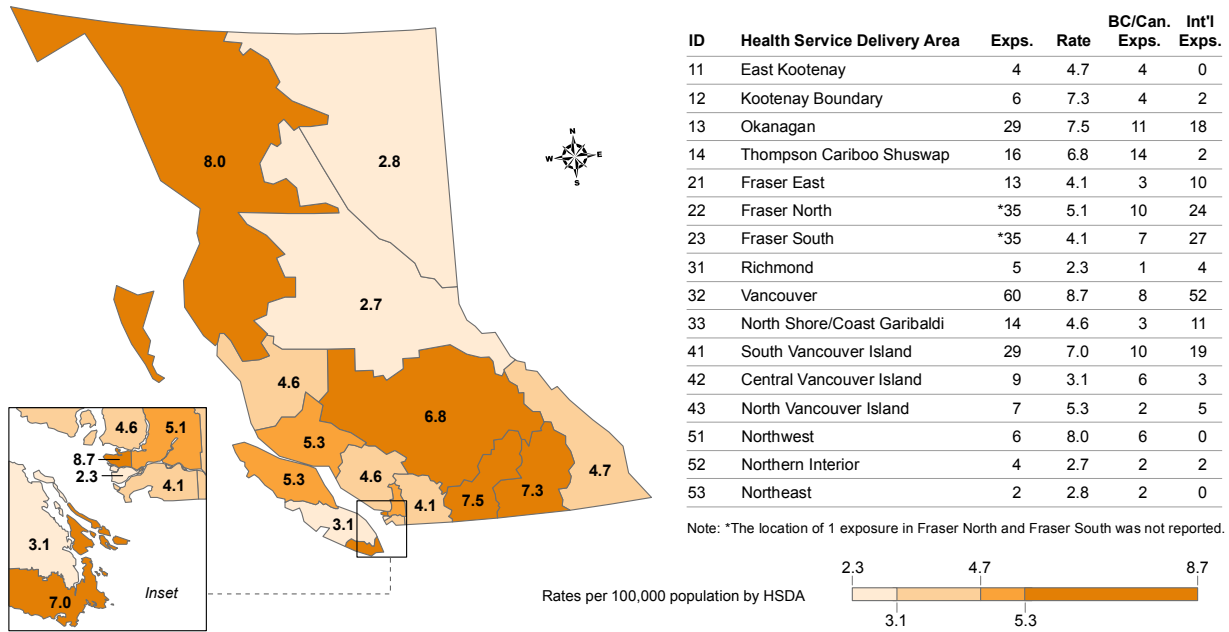 ID Health Service Delivery Area Exps. Rate BC/Can. Exps. Int'l Exps.
11 East Kootenay 4 4.7 4 0
12 Kootenay Boundary 6 7.3 4 2
13 Okanagan 29 7.5 11 18
14 Thompson Cariboo Shuswap 16 6.8 14 2
21 Fraser East 13 4.1 3 10
22 Fraser North *35 5.1 10 24
23 Fraser South *35 4.1 7 27
31 Richmond 5 2.3 1 4
32 Vancouver 60 8.7 8 52
33 North Shore/Coast Garibaldi 14 4.6 3 11
41 South Vancouver Island 29 7.0 10 19
42 Central Vancouver Island 9 3.1 6 3
43 North Vancouver Island 7 5.3 2 5
51 Northwest 6 8.0 6 0
52 Northern Interior 4 2.7 2 2
53 Northeast 2 2.8 2 0
Note: *The location of 1 exposure in Fraser North and Fraser South was not reported.
N
W E
S
8.0
2.8
2.7
4.6
6.8
5.3
5.3
4.6
4.7
7.3
7.5
4.1
3.1
4.6
5.1
8.7
2.3
4.1
3.1
7.0
Inset
Rates per 100,000 population by HSDA
2.3 4.7 8.7
3.1 5.3